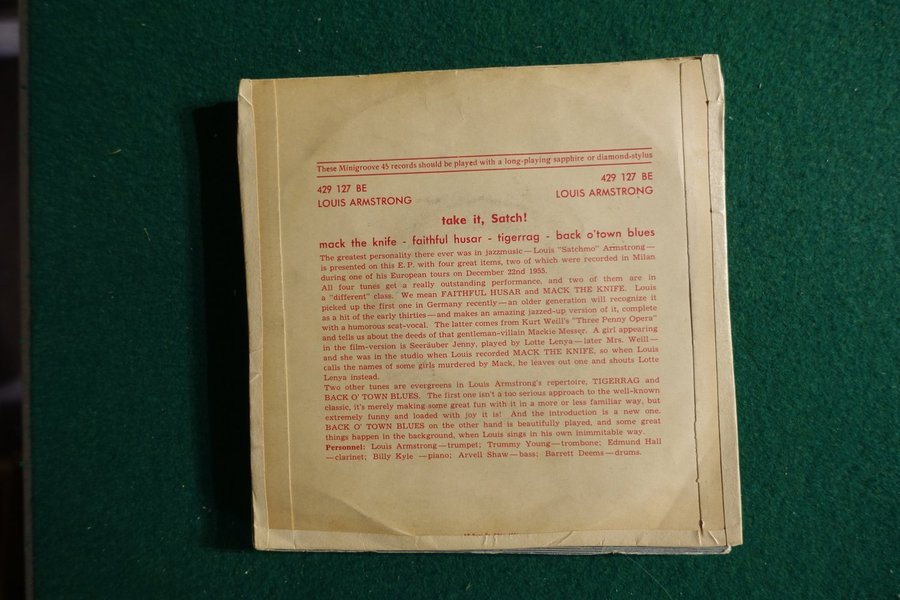 These Minigroove 45 records should be played with a long-playing sapphire or diamond-stylus
429 127 BE 429 127 BE
LOUIS ARMSTRONG LOUIS ARMSTRONG
take it, Satch!
mack the knife - faithful husar - tigerrag - back o'town blues
The greatest personality there ever was in jazzmusic—Louis "Satchmo" Armstrong—
is presented on this E.P. with four great items, two of which were recorded in Milan
during one of his European tours on December 22nd 1955.
All four tunes get a really outstanding performance, and two of them are in
a "different" class. We mean FAITHFUL HUSAR and MACK THE KNIFE. Louis
picked up the first one in Germany recently—an older generation will recognize it
as a hit of the early thirties—and makes an amazing jazzed-up version of it, complete
with a humorous scat-vocal. The latter comes from Kurt Weill's "Three Penny Opera"
and tells us about the deeds of that gentleman-villain Mackie Messer. A girl appearing
in the film-version is Seeräuber Jenny, played by Lotte Lenya—later Mrs. Weill—
and she was in the studio when Louis recorded MACK THE KNIFE, so when Louis
calls the names of some girls murdered by Mack, he leaves out one and shouts Lotte
Lenya instead.
Two other tunes are evergreens in Louis Armstrong's repertoire, TIGERRAG and
BACK O' TOWN BLUES. The first one isn't a too serious approach to the well-known
classic, it's merely making some great fun with it in a more or less familiar way, but
extremely funny and loaded with joy it is! And the introduction is a new one.
BACK O' TOWN BLUES on the other hand is beautifully played, and some great
things happen in the background, when Louis sings in his own inimmitable way.
Personnel: Louis Armstrong—trumpet; Trummy Young—trombone; Edmund Hall
—clarinet; Billy Kyle —piano; Arvell Shaw—bass; Barrett Deems—drums.